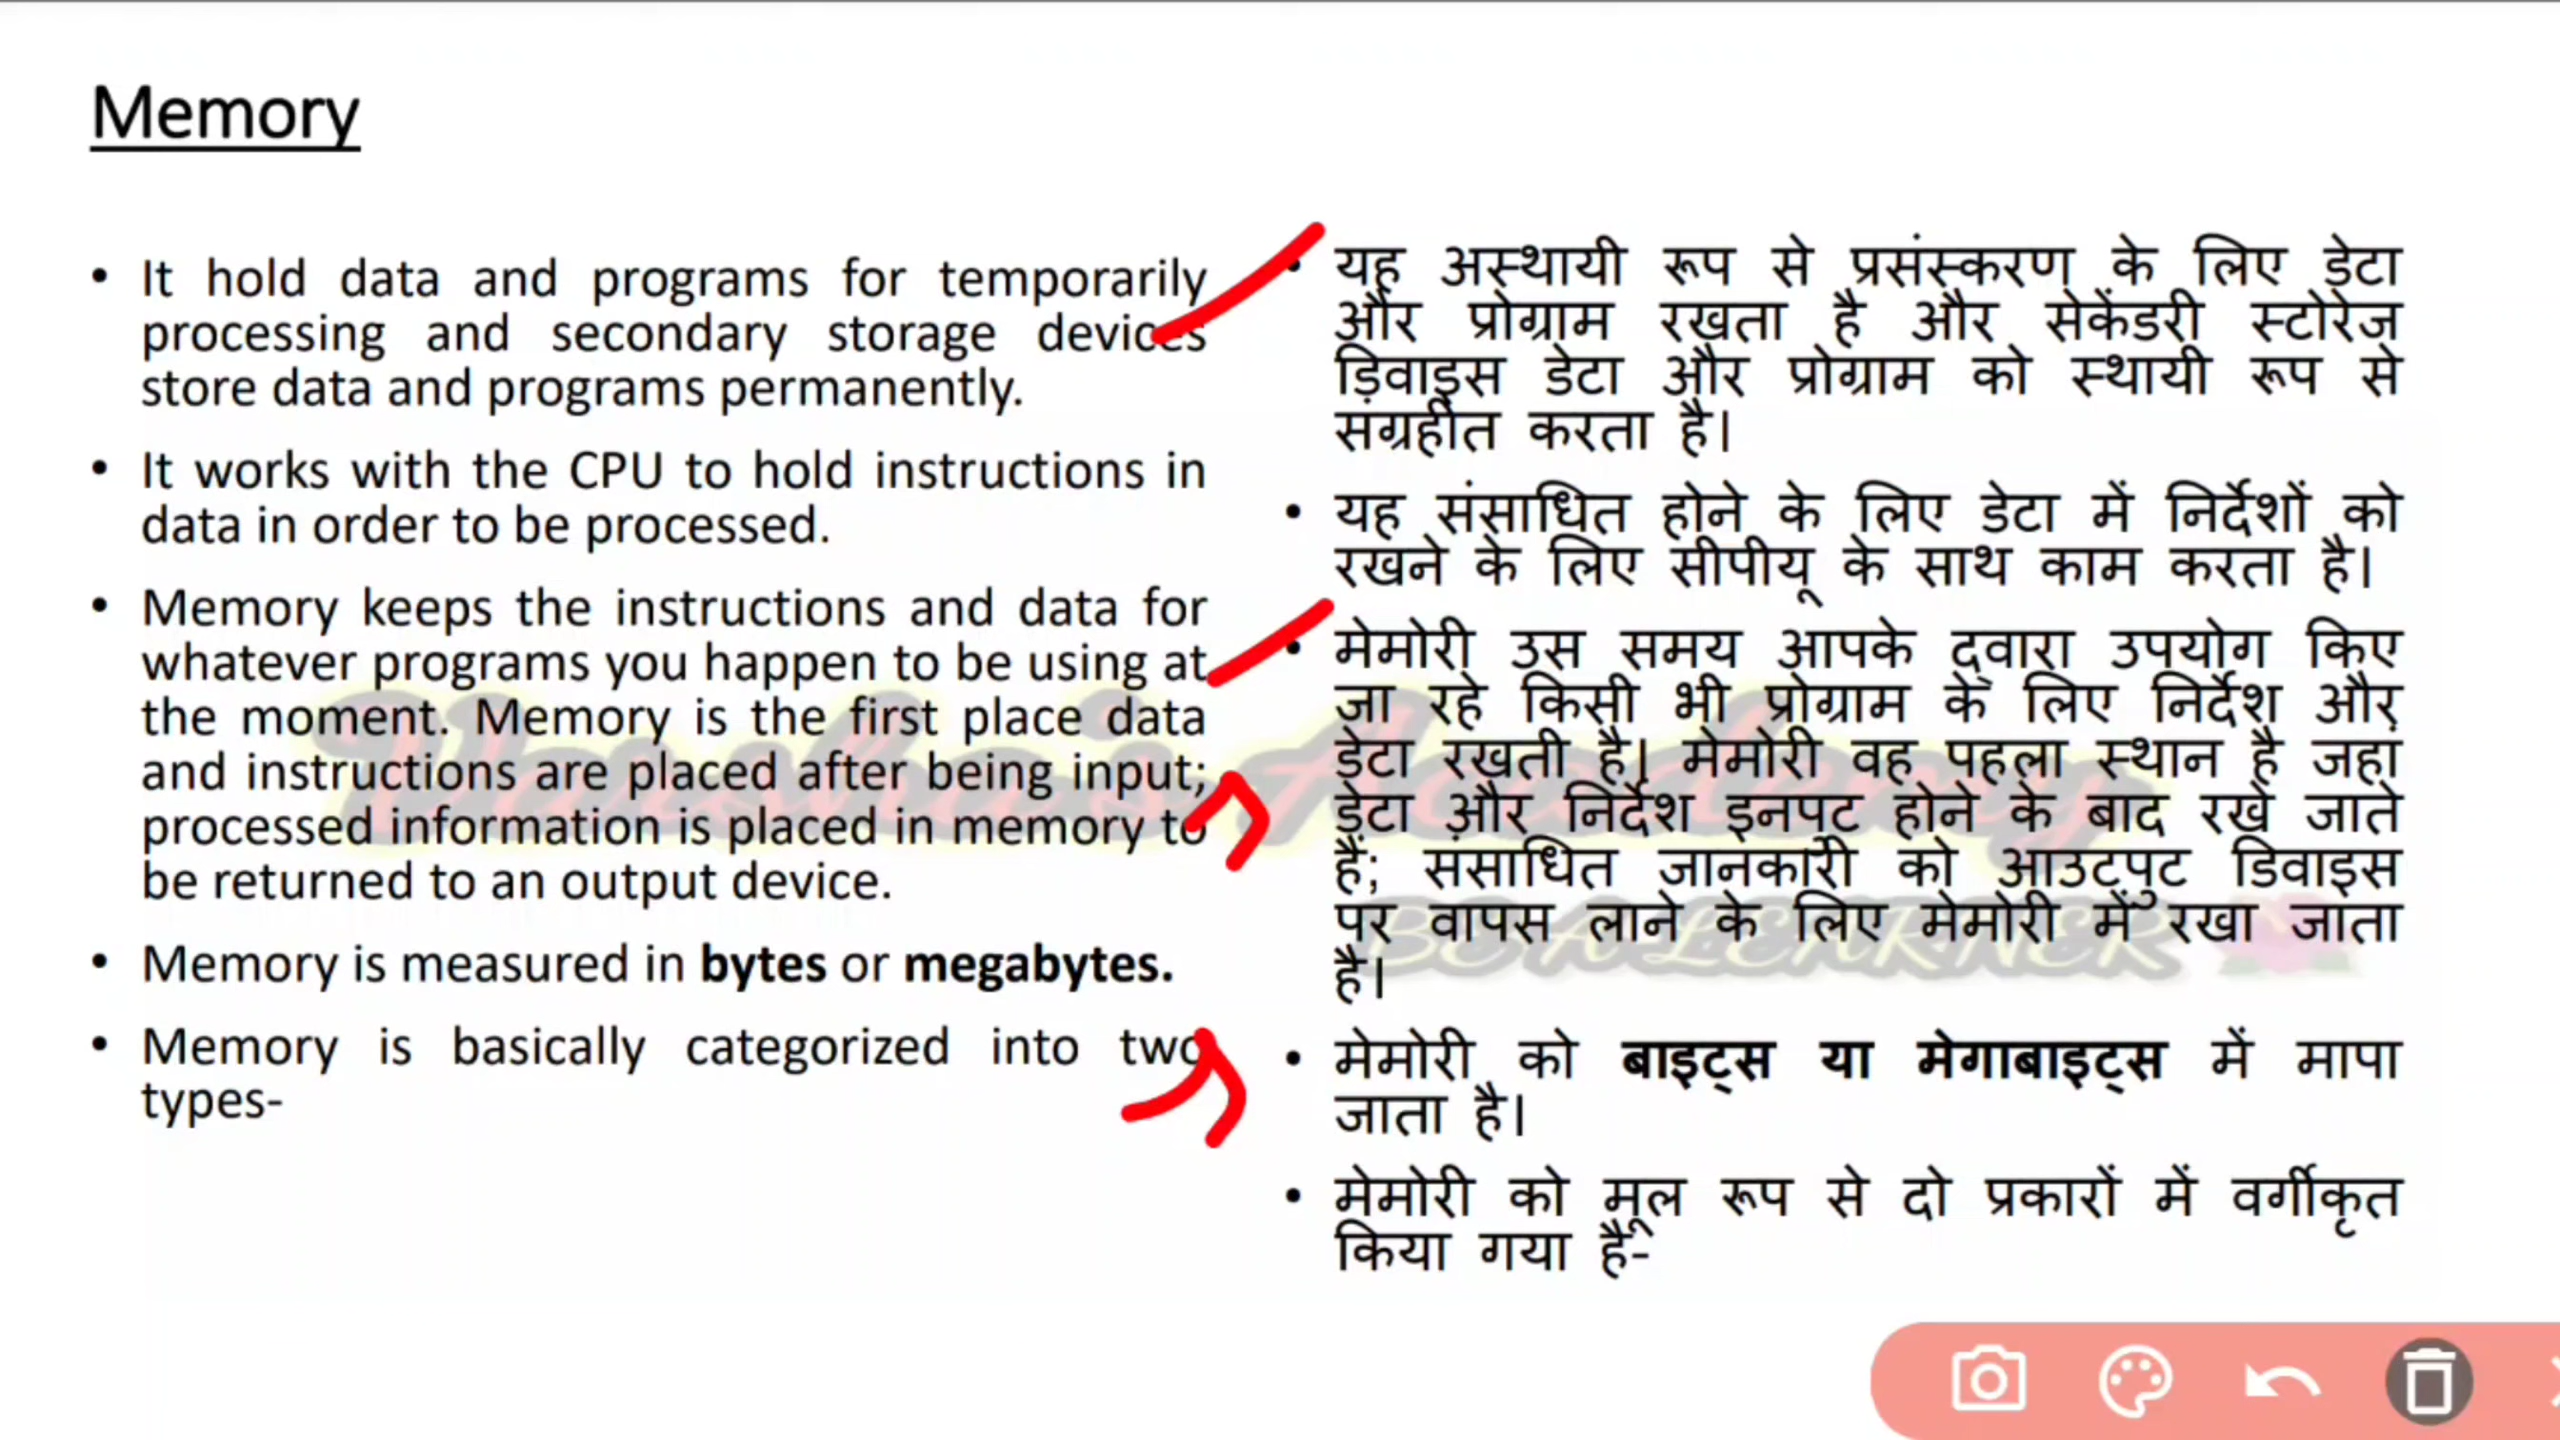 Memory
• It hold data and programs for temporarily
processing and secondary storage devices
store data and programs permanently.
• It works with the CPU to hold instructions in
data in order to be processed.
• Memory keeps the instructions and data for
whatever programs you happen to be using at
the moment. Memory is the first place data
and instructions are placed after being input;
processed information is placed in memory to
be returned to an output device.
• Memory is measured in bytes or megabytes.
• Memory is basically categorized into two
types-
• यह अस्थायी रूप से प्रसंस्करण के लिए डेटा
और प्रोग्राम रखता है और सेकेंडरी स्टोरेज
डिवाइस डेटा और प्रोग्राम को स्थायी रूप से
संग्रहीत करता है।
• यह संसाधित होने के लिए डेटा में निर्देशों को
रखने के लिए सीपीयू के साथ काम करता है।
• मेमोरी उस समय आपके द्वारा उपयोग किए
जा रहे किसी भी प्रोग्राम के लिए निर्देश और
डेटा रखती है। मेमोरी वह पहला स्थान है जहां
डेटा और निर्देश इनपुट होने के बाद रखे जाते
हैं; संसाधित जानकारी को आउटपुट डिवाइस
पर वापस लाने के लिए मेमोरी में रखा जाता
है।
• मेमोरी को बाइट्स या मेगाबाइट्स में मापा
जाता है।
• मेमोरी को मूल रूप से दो प्रकारों में वर्गीकृत
किया गया है-
Varsha's Academy
BE A LEARNER